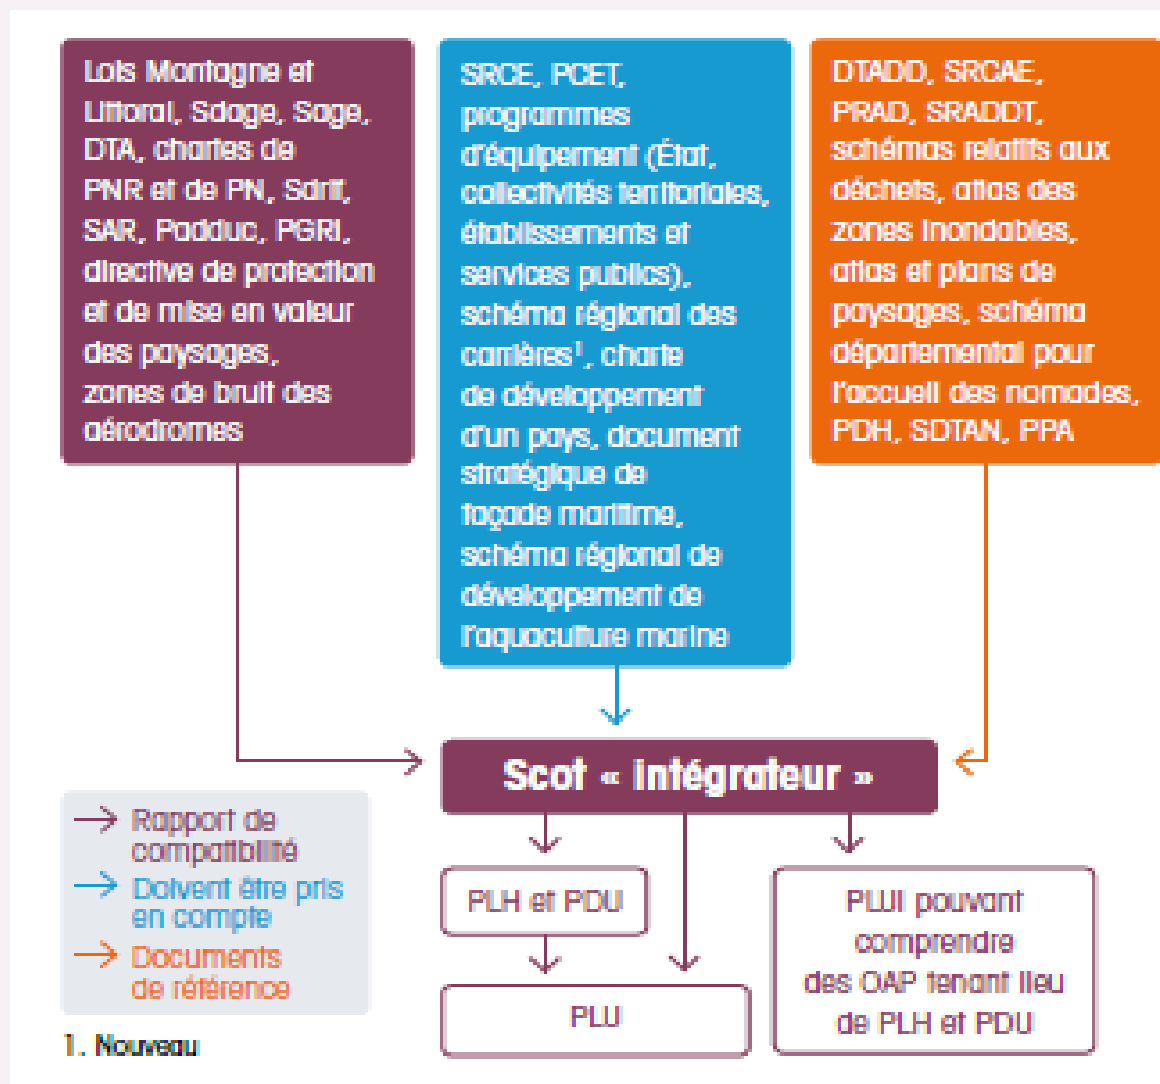 Lois Montagne et
Littoral, Sdage, Sage,
DTA, chartes de
PNR et de PN, Sdrif,
SAR, Padduc, PGRI,
directive de protection
et de mise en valeur
des paysages,
zones de bruit des
aérodromes
SRCE, PCET,
programmes
d'équipement (État,
collectivités territoriales,
établissements et
services publics),
schéma régional des
carrières¹, charte
de développement
d'un pays, document
stratégique de
façade maritime,
schéma régional de
développement de
l'aquaculture marine
DTADD, SRCAE,
PRAD, SRADDT,
schémas relatifs aux
déchets, atlas des
zones inondables,
atlas et plans de
paysages, schéma
départemental pour
l'accueil des nomades,
PDH, SDTAN, PPA
Scot « intégrateur »
Rapport de
compatibilité
Doivent être pris
en compte
Documents
de référence
1. Nouveau
PLH et PDU
PLU
PLUI pouvant
comprendre
des OAP tenant lieu
de PLH et PDU